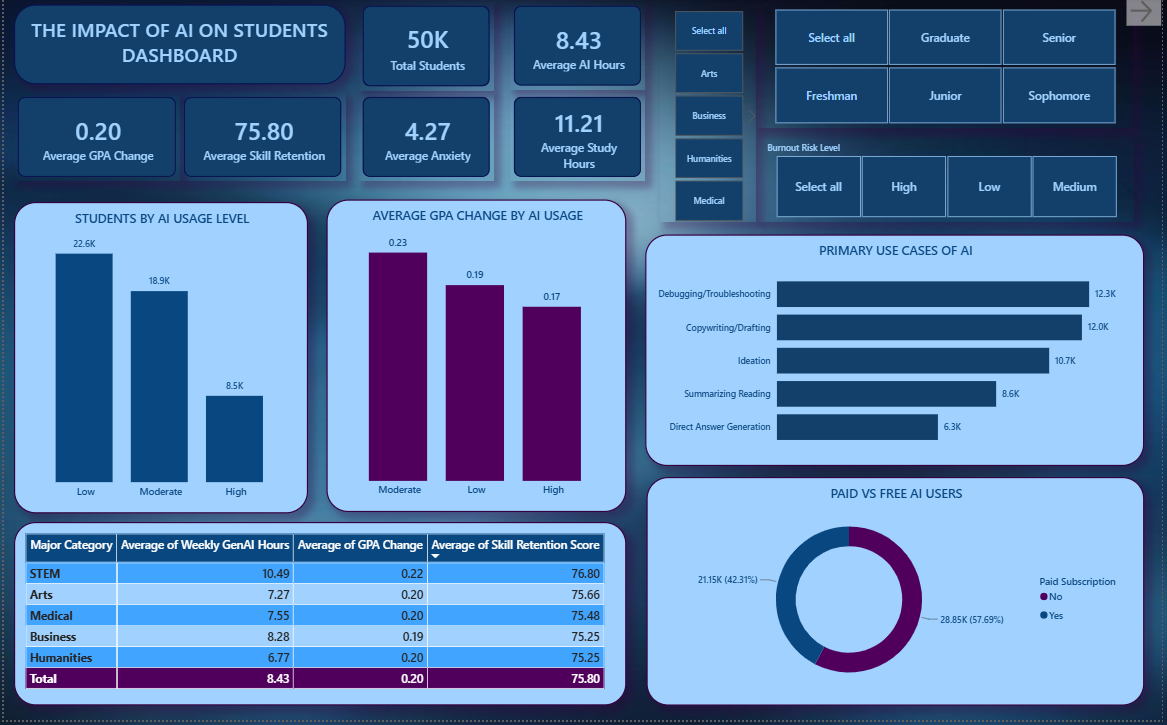 THE IMPACT OF AI ON STUDENTS
DASHBOARD
50K
Total Students
8.43
Average AI Hours
0.20
Average GPA Change
75.80
Average Skill Retention
4.27
Average Anxiety
11.21
Average Study
Hours
Select all
Arts
Business
Humanities
Medical
Select all
Graduate
Senior
Freshman
Junior
Sophomore
Burnout Risk Level
Select all
High
Low
Medium
STUDENTS BY AI USAGE LEVEL
22.6K
18.9K
8.5K
Low
Moderate
High
AVERAGE GPA CHANGE BY AI USAGE
0.23
0.19
0.17
Moderate
Low
High
PRIMARY USE CASES OF AI
Debugging/Troubleshooting 12.3K
Copywriting/Drafting 12.0K
Ideation 10.7K
Summarizing Reading 8.6K
Direct Answer Generation 6.3K
Major Category Average of Weekly GenAI Hours Average of GPA Change Average of Skill Retention Score
STEM 10.49 0.22 76.80
Arts 7.27 0.20 75.66
Medical 7.55 0.20 75.48
Business 8.28 0.19 75.25
Humanities 6.77 0.20 75.25
Total 8.43 0.20 75.80
PAID VS FREE AI USERS
21.15K (42.31%)
28.85K (57.69%)
Paid Subscription
No
Yes